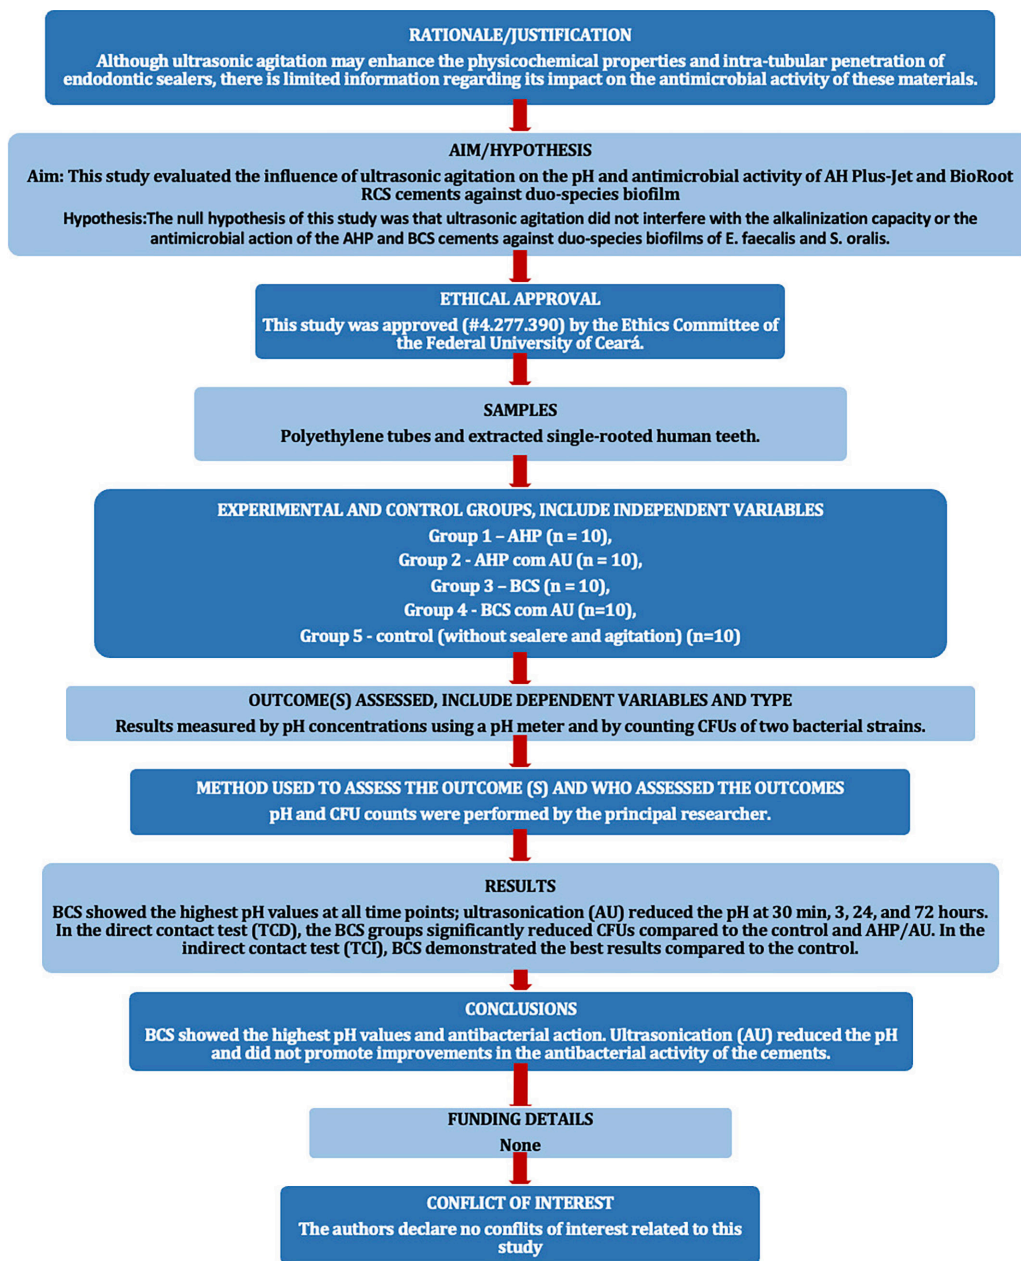 RATIONALE/JUSTIFICATION
Although ultrasonic agitation may enhance the physicochemical properties and intra-tubular penetration of
endodontic sealers, there is limited information regarding its impact on the antimicrobial activity of these materials.
AIM/HYPOTHESIS
Aim: This study evaluated the influence of ultrasonic agitation on the pH and antimicrobial activity of AH Plus-Jet and BioRoot
RCS cements against duo-species biofilm
Hypothesis:The null hypothesis of this study was that ultrasonic agitation did not interfere with the alkalinization capacity or the
antimicrobial action of the AHP and BCS cements against duo-species biofilms of E. faecalis and S. oralis.
ETHICAL APPROVAL
This study was approved (#4.277.390) by the Ethics Committee of
the Federal University of Ceará.
SAMPLES
Polyethylene tubes and extracted single-rooted human teeth.
EXPERIMENTAL AND CONTROL GROUPS, INCLUDE INDEPENDENT VARIABLES
Group 1 – AHP (n = 10),
Group 2 - AHP com AU (n = 10),
Group 3 – BCS (n = 10),
Group 4 - BCS com AU (n=10),
Group 5 - control (without sealere and agitation) (n=10)
OUTCOME(S) ASSESSED, INCLUDE DEPENDENT VARIABLES AND TYPE
Results measured by pH concentrations using a pH meter and by counting CFUs of two bacterial strains.
METHOD USED TO ASSESS THE OUTCOME (S) AND WHO ASSESSED THE OUTCOMES
pH and CFU counts were performed by the principal researcher.
RESULTS
BCS showed the highest pH values at all time points; ultrasonication (AU) reduced the pH at 30 min, 3, 24, and 72 hours.
In the direct contact test (TCD), the BCS groups significantly reduced CFUs compared to the control and AHP/AU. In the
indirect contact test (TCI), BCS demonstrated the best results compared to the control.
CONCLUSIONS
BCS showed the highest pH values and antibacterial action. Ultrasonication (AU) reduced the pH
and did not promote improvements in the antibacterial activity of the cements.
FUNDING DETAILS
None
CONFLICT OF INTEREST
The authors declare no conflits of interest related to this
study